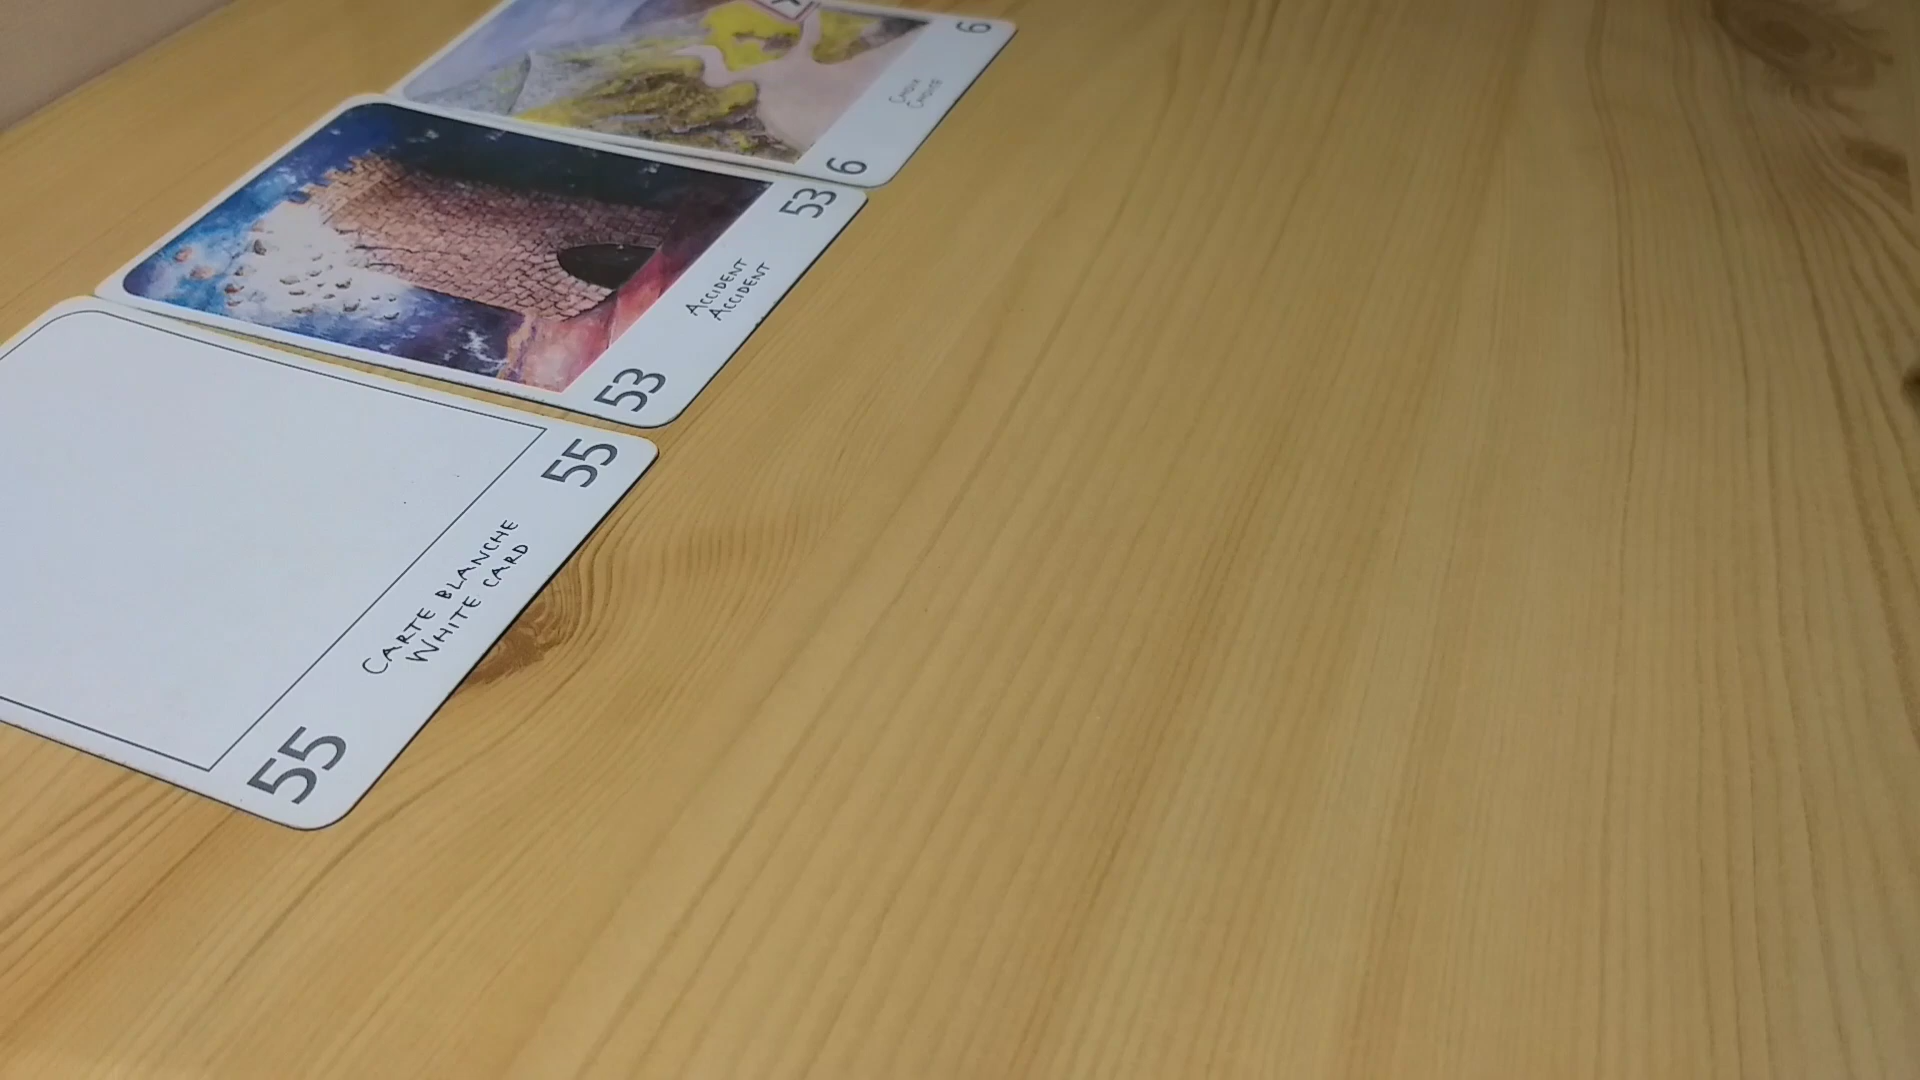 6
6
53
ACCIDENT
ACCIDENT
53
55
CARTE BLANCHE
WHITE CARD
55